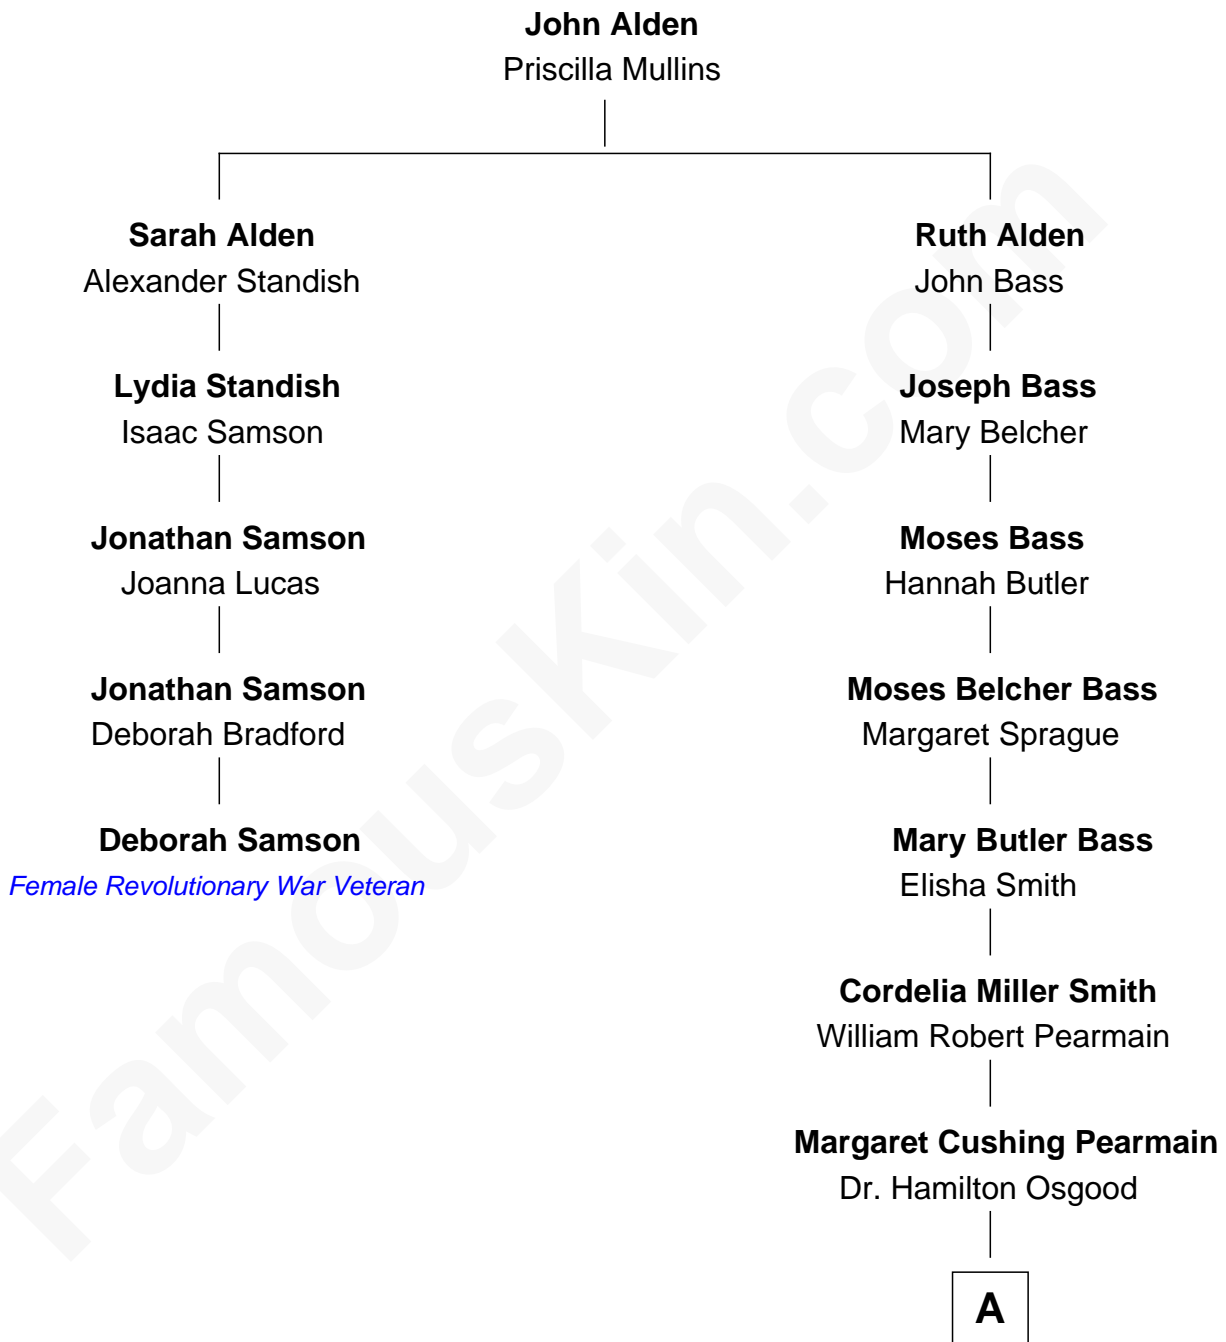 John Alden
Priscilla Mullins
Sarah Alden
Alexander Standish
Lydia Standish
Isaac Samson
Jonathan Samson
Joanna Lucas
Jonathan Samson
Deborah Bradford
Deborah Samson
Female Revolutionary War Veteran
Ruth Alden
John Bass
Joseph Bass
Mary Belcher
Moses Bass
Hannah Butler
Moses Belcher Bass
Margaret Sprague
Mary Butler Bass
Elisha Smith
Cordelia Miller Smith
William Robert Pearmain
Margaret Cushing Pearmain
Dr. Hamilton Osgood
A
FamousKin.com